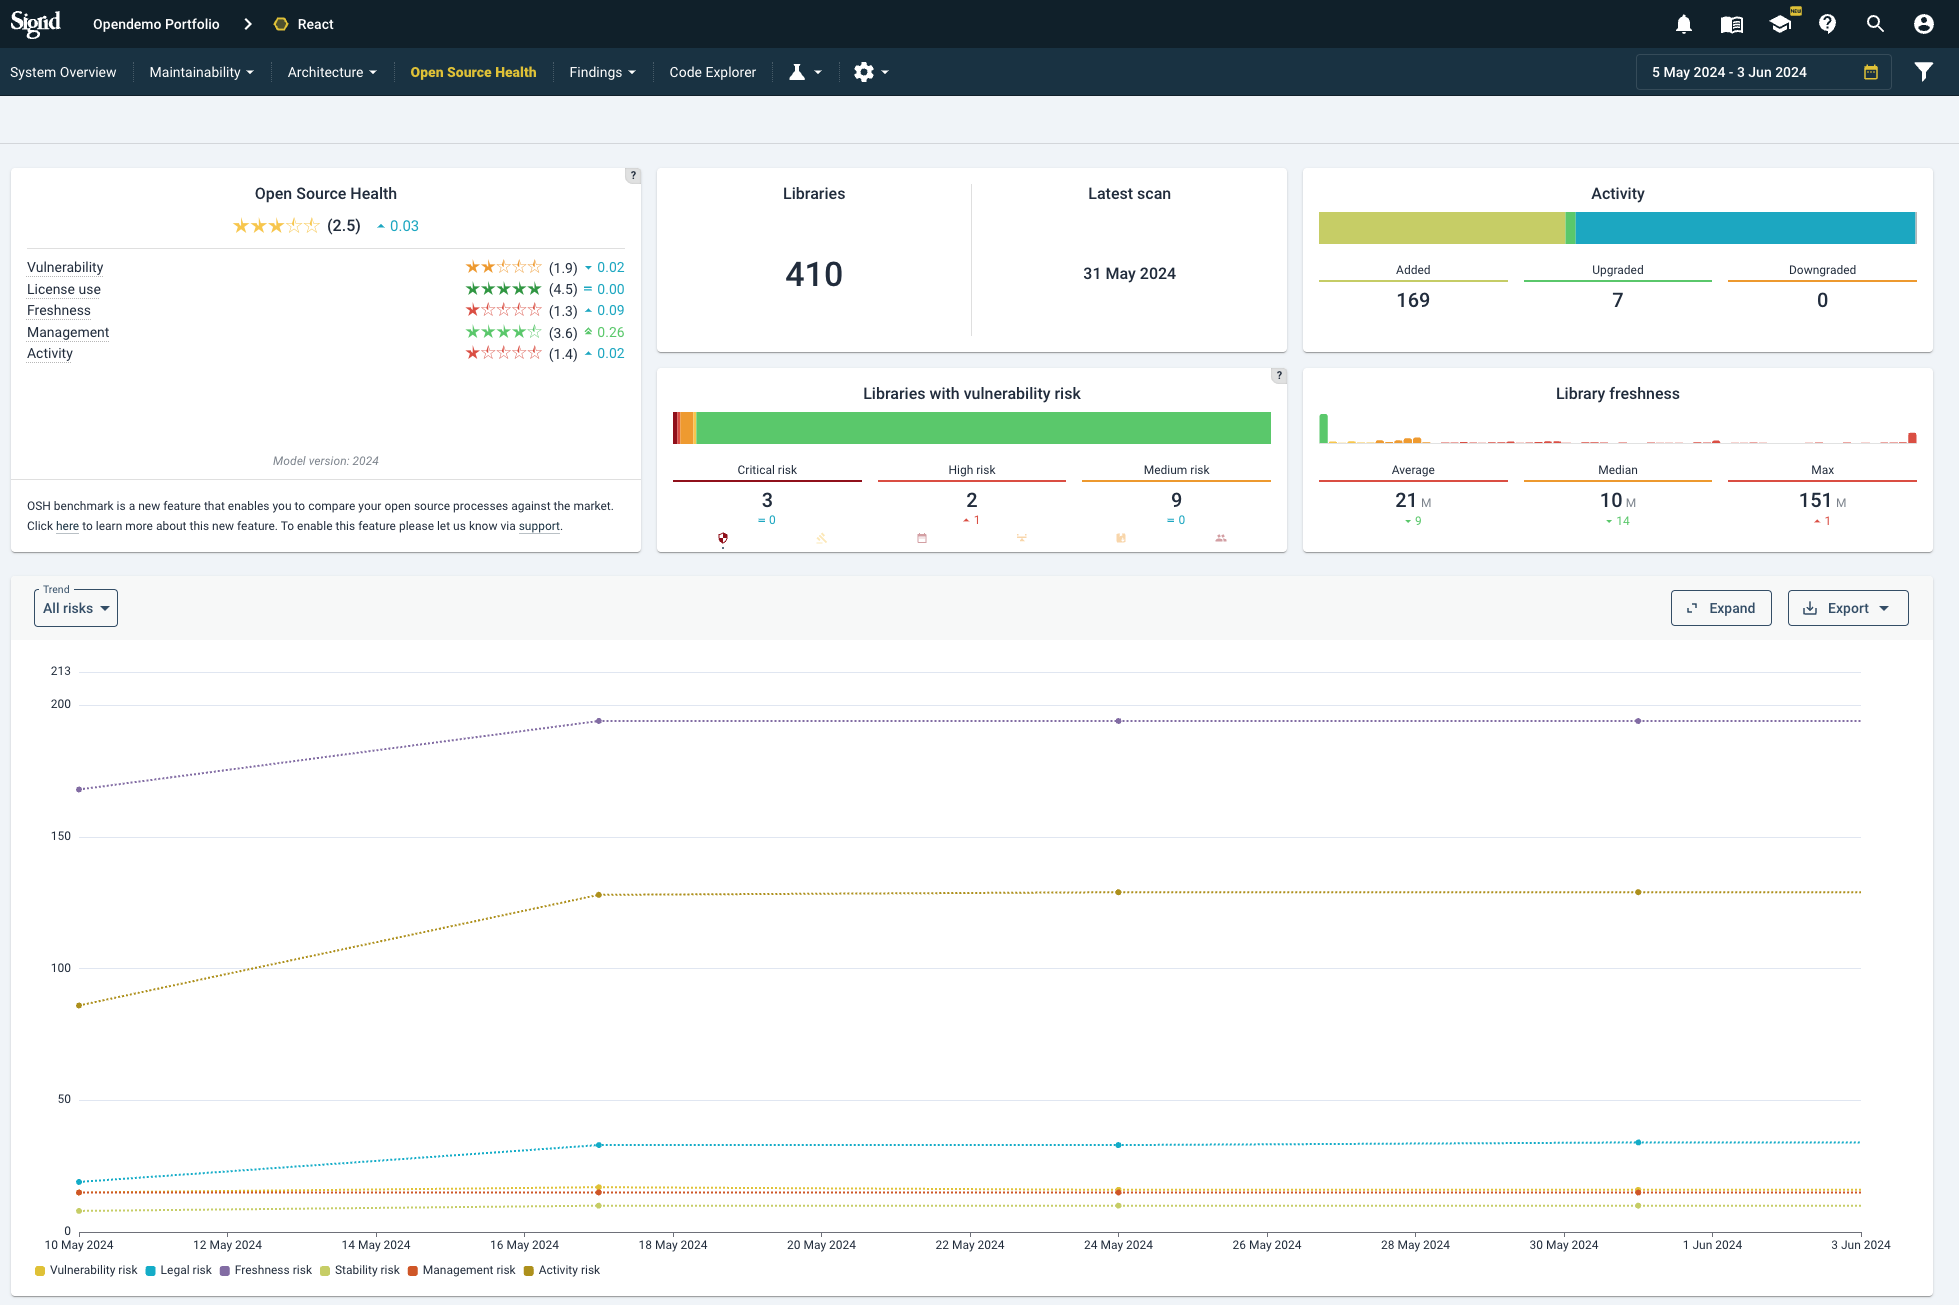 Sigrid Opendemo Portfolio React NEW
System Overview Maintainability Architecture Open Source Health Findings Code Explorer 5 May 2024 - 3 Jun 2024
Open Source Health ?
(2.5) 0.03
Vulnerability (1.9) 0.02
License use (4.5) = 0.00
Freshness (1.3) 0.09
Management (3.6) 0.26
Activity (1.4) 0.02
Model version: 2024
OSH benchmark is a new feature that enables you to compare your open source processes against the market.
Click here to learn more about this new feature. To enable this feature please let us know via support.
Libraries
410
Latest scan
31 May 2024
Activity
Added Upgraded Downgraded
169 7 0
Libraries with vulnerability risk ?
Critical risk High risk Medium risk
3 2 9
= 0 1 = 0
Library freshness
Average Median Max
21 M 10 M 151 M
9 14 1
Trend
All risks
Expand Export
213
200
150
100
50
0
10 May 2024 12 May 2024 14 May 2024 16 May 2024 18 May 2024 20 May 2024 22 May 2024 24 May 2024 26 May 2024 28 May 2024 30 May 2024 1 Jun 2024 3 Jun 2024
Vulnerability risk Legal risk Freshness risk Stability risk Management risk Activity risk